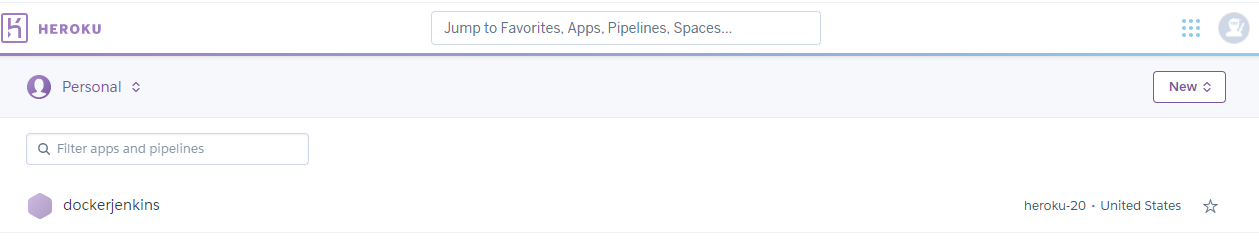 HEROKU
Jump to Favorites, Apps, Pipelines, Spaces...
Personal
New
Filter apps and pipelines
dockerjenkins
heroku-20 · United States